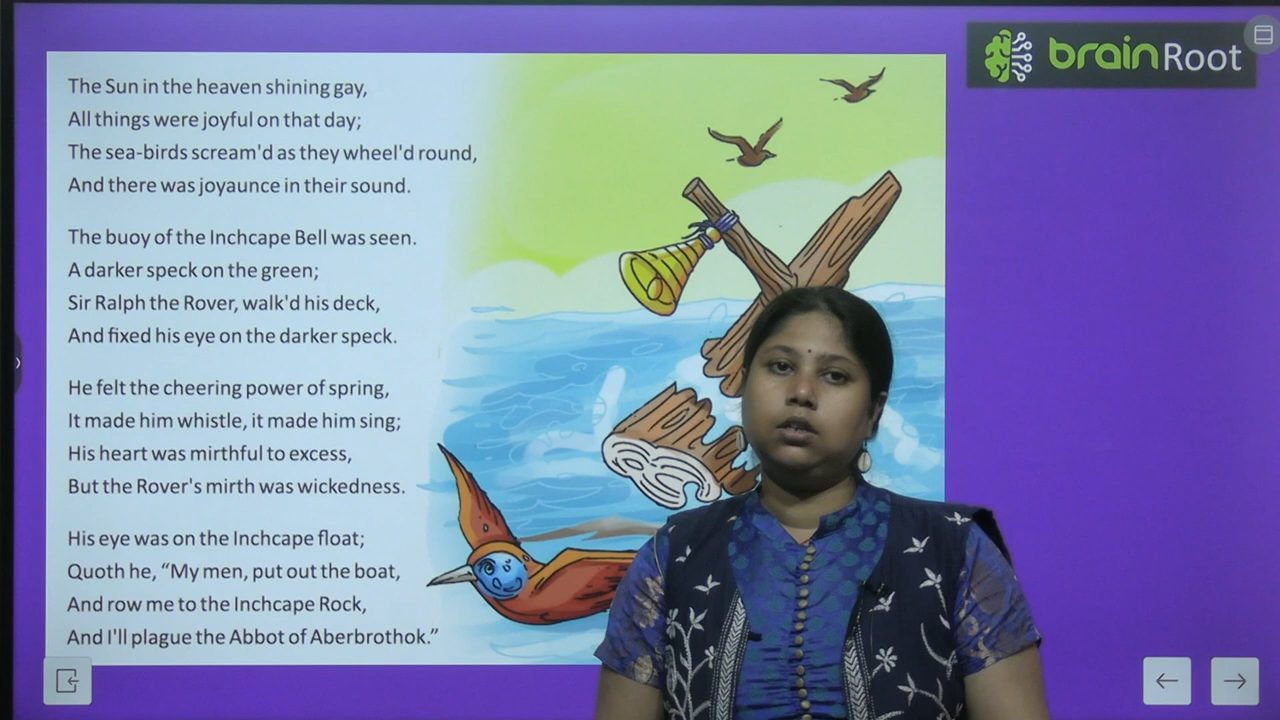 brainRoot
The Sun in the heaven shining gay,
All things were joyful on that day;
The sea-birds scream'd as they wheel'd round,
And there was joyaunce in their sound.
The buoy of the Inchcape Bell was seen.
A darker speck on the green;
Sir Ralph the Rover, walk'd his deck,
And fixed his eye on the darker speck.
He felt the cheering power of spring,
It made him whistle, it made him sing;
His heart was mirthful to excess,
But the Rover's mirth was wickedness.
His eye was on the Inchcape float;
Quoth he, “My men, put out the boat,
And row me to the Inchcape Rock,
And I'll plague the Abbot of Aberbrothok.”